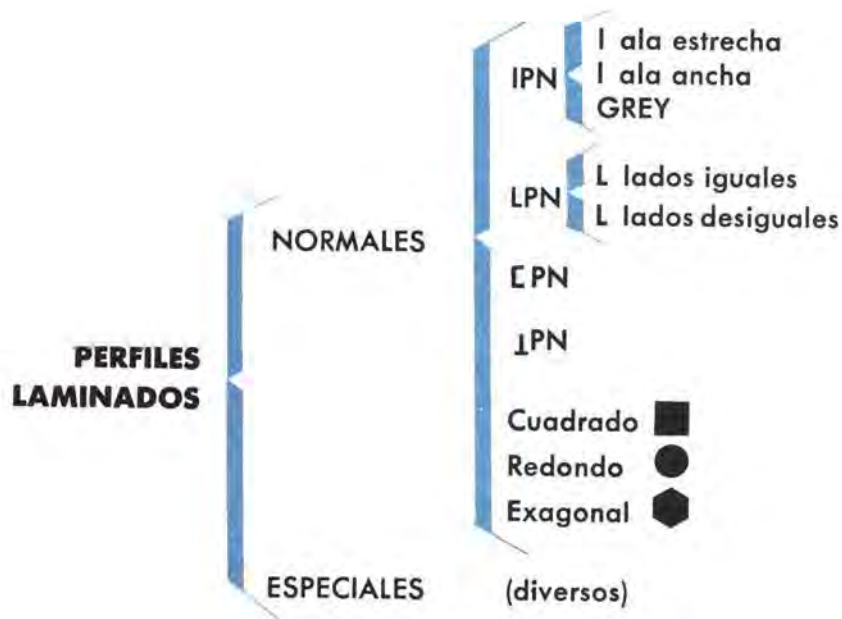 PERFILES
LAMINADOS
NORMALES
IPN
I ala estrecha
I ala ancha
GREY
LPN
L lados iguales
L lados desiguales
[PN
⊥PN
Cuadrado
Redondo
Exagonal
ESPECIALES
(diversos)